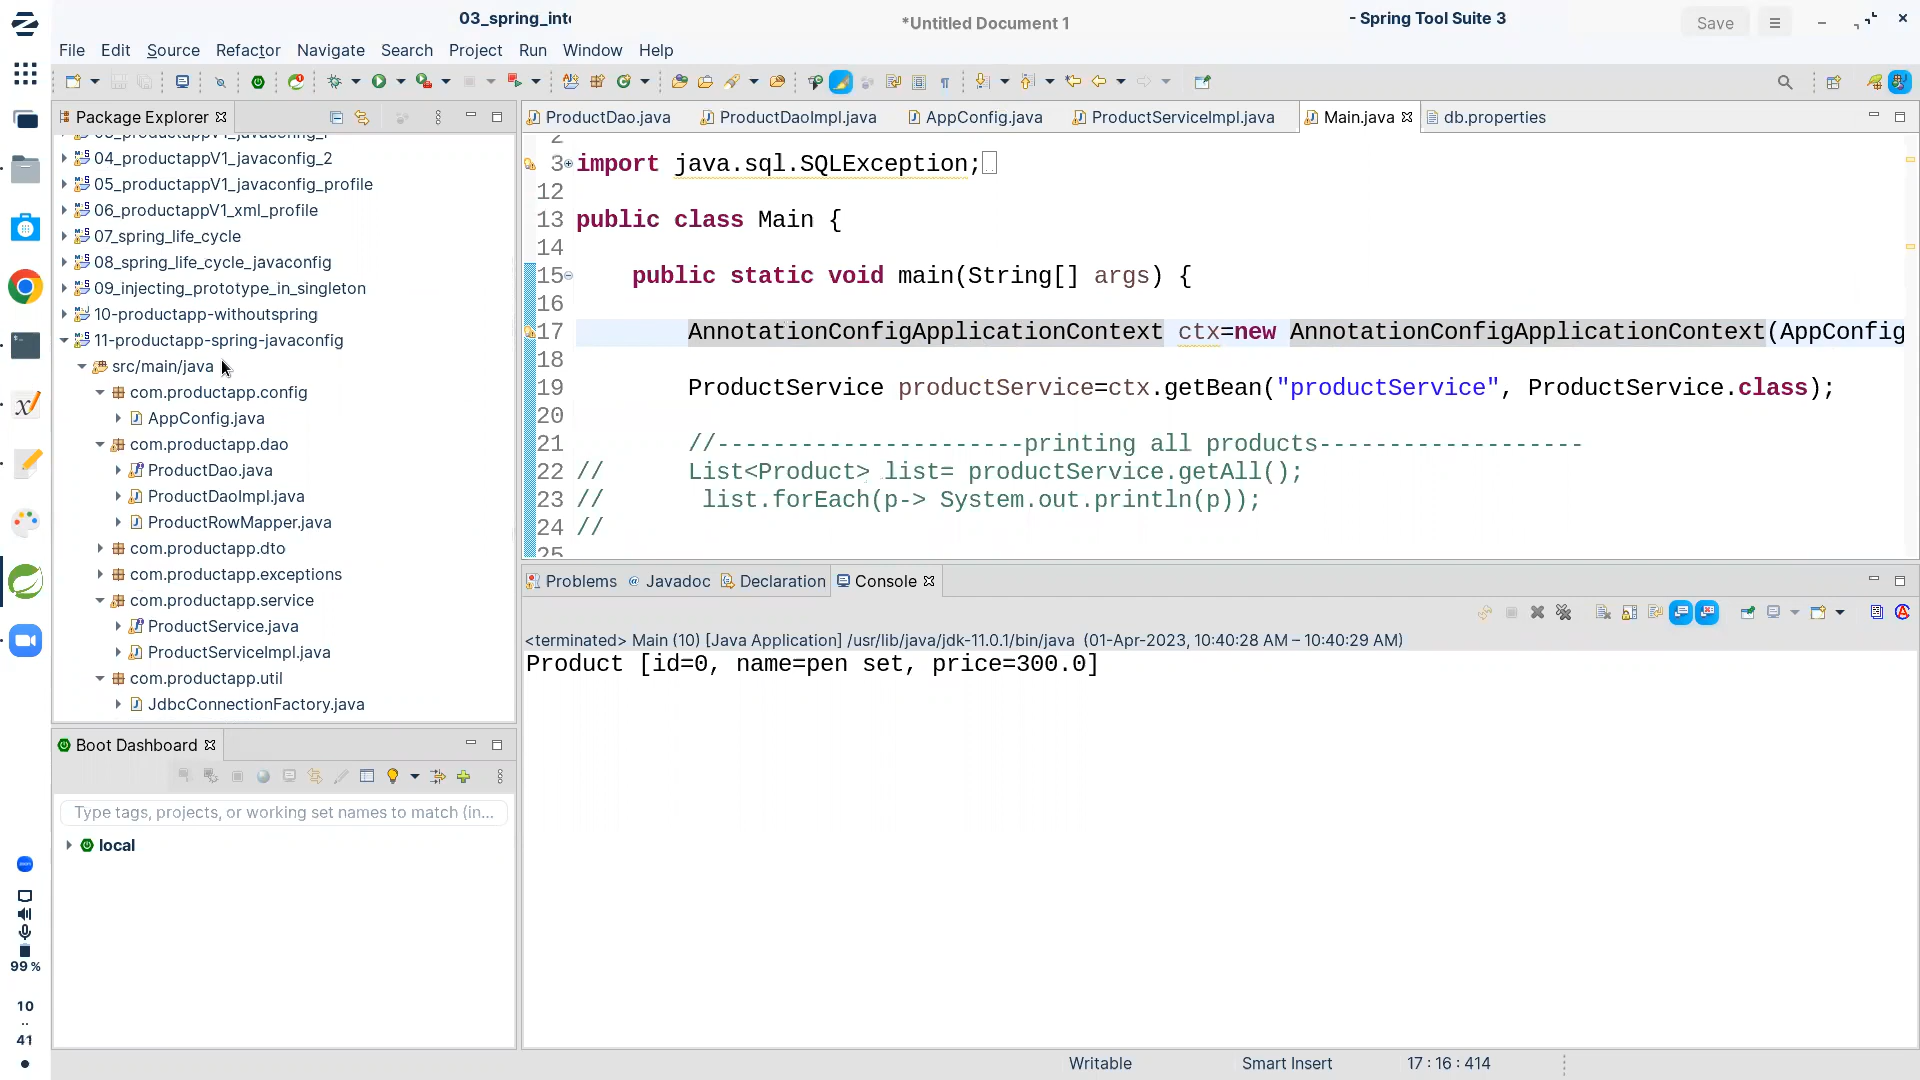 03_spring_int
*Untitled Document 1
- Spring Tool Suite 3
Save
File Edit Source Refactor Navigate Search Project Run Window Help
Package Explorer
04_productappV1_javaconfig_2
05_productappV1_javaconfig_profile
06_productappV1_xml_profile
07_spring_life_cycle
08_spring_life_cycle_javaconfig
09_injecting_prototype_in_singleton
10-productapp-withoutspring
11-productapp-spring-javaconfig
src/main/java
com.productapp.config
AppConfig.java
com.productapp.dao
ProductDao.java
ProductDaoImpl.java
ProductRowMapper.java
com.productapp.dto
com.productapp.exceptions
com.productapp.service
ProductService.java
ProductServiceImpl.java
com.productapp.util
JdbcConnectionFactory.java
Boot Dashboard
Type tags, projects, or working set names to match (in...
local
ProductDao.java ProductDaoImpl.java AppConfig.java ProductServiceImpl.java Main.java db.properties
2
3 import java.sql.SQLException;
12
13 public class Main {
14
15 public static void main(String[] args) {
16
17 AnnotationConfigApplicationContext ctx=new AnnotationConfigApplicationContext(AppConfig
18
19 ProductService productService=ctx.getBean("productService", ProductService.class);
20
21 //----------------------printing all products-------------------
22 // List<Product> list= productService.getAll();
23 // list.forEach(p-> System.out.println(p));
24 //
25
Problems Javadoc Declaration Console
<terminated> Main (10) [Java Application] /usr/lib/java/jdk-11.0.1/bin/java (01-Apr-2023, 10:40:28 AM – 10:40:29 AM)
Product [id=0, name=pen set, price=300.0]
99 %
10
..
41
Writable Smart Insert 17 : 16 : 414